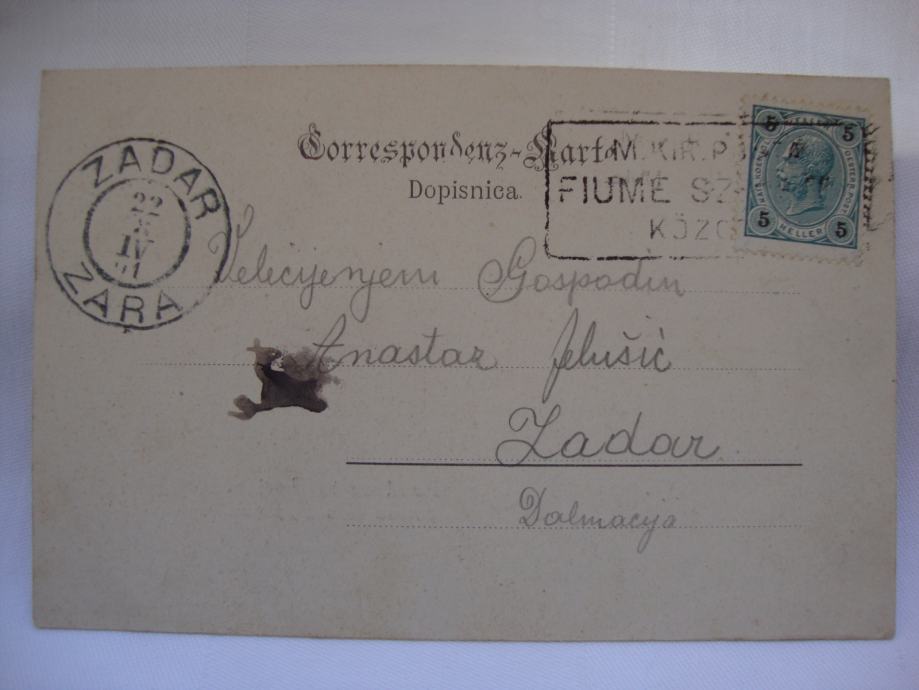 Correspondenz-Karte
Dopisnica.
M. KIR. P
FIUME SZ
KÖZ
5 5
5 HELLER 5
ZADAR
22
IV
ZARA
Velecijenjeni Gospodin
Anastaz Jelušić
Zadar
Dalmacija